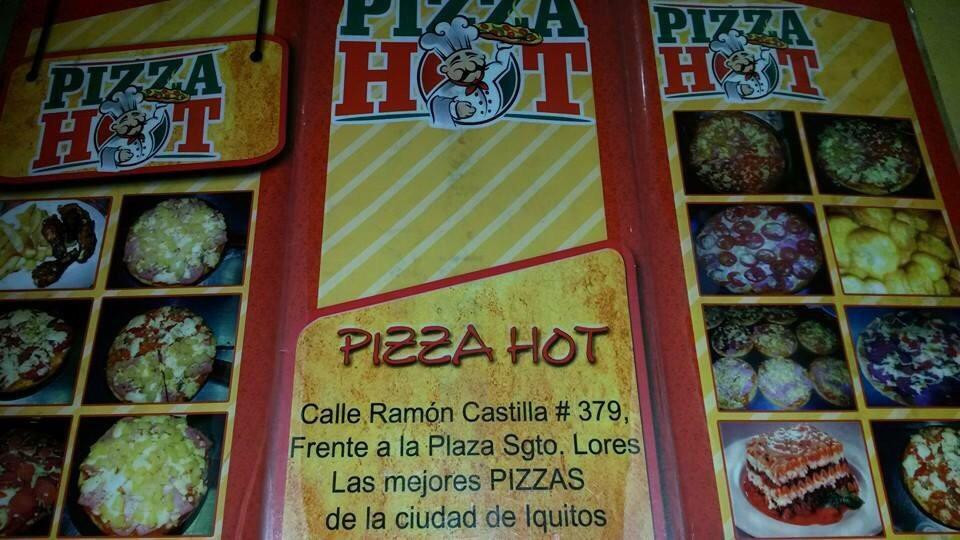 PIZZA
HOT
PIZZA
HOT
PIZZA
HOT
PIZZA HOT
Calle Ramón Castilla # 379,
Frente a la Plaza Sgto. Lores
Las mejores PIZZAS
de la ciudad de Iquitos